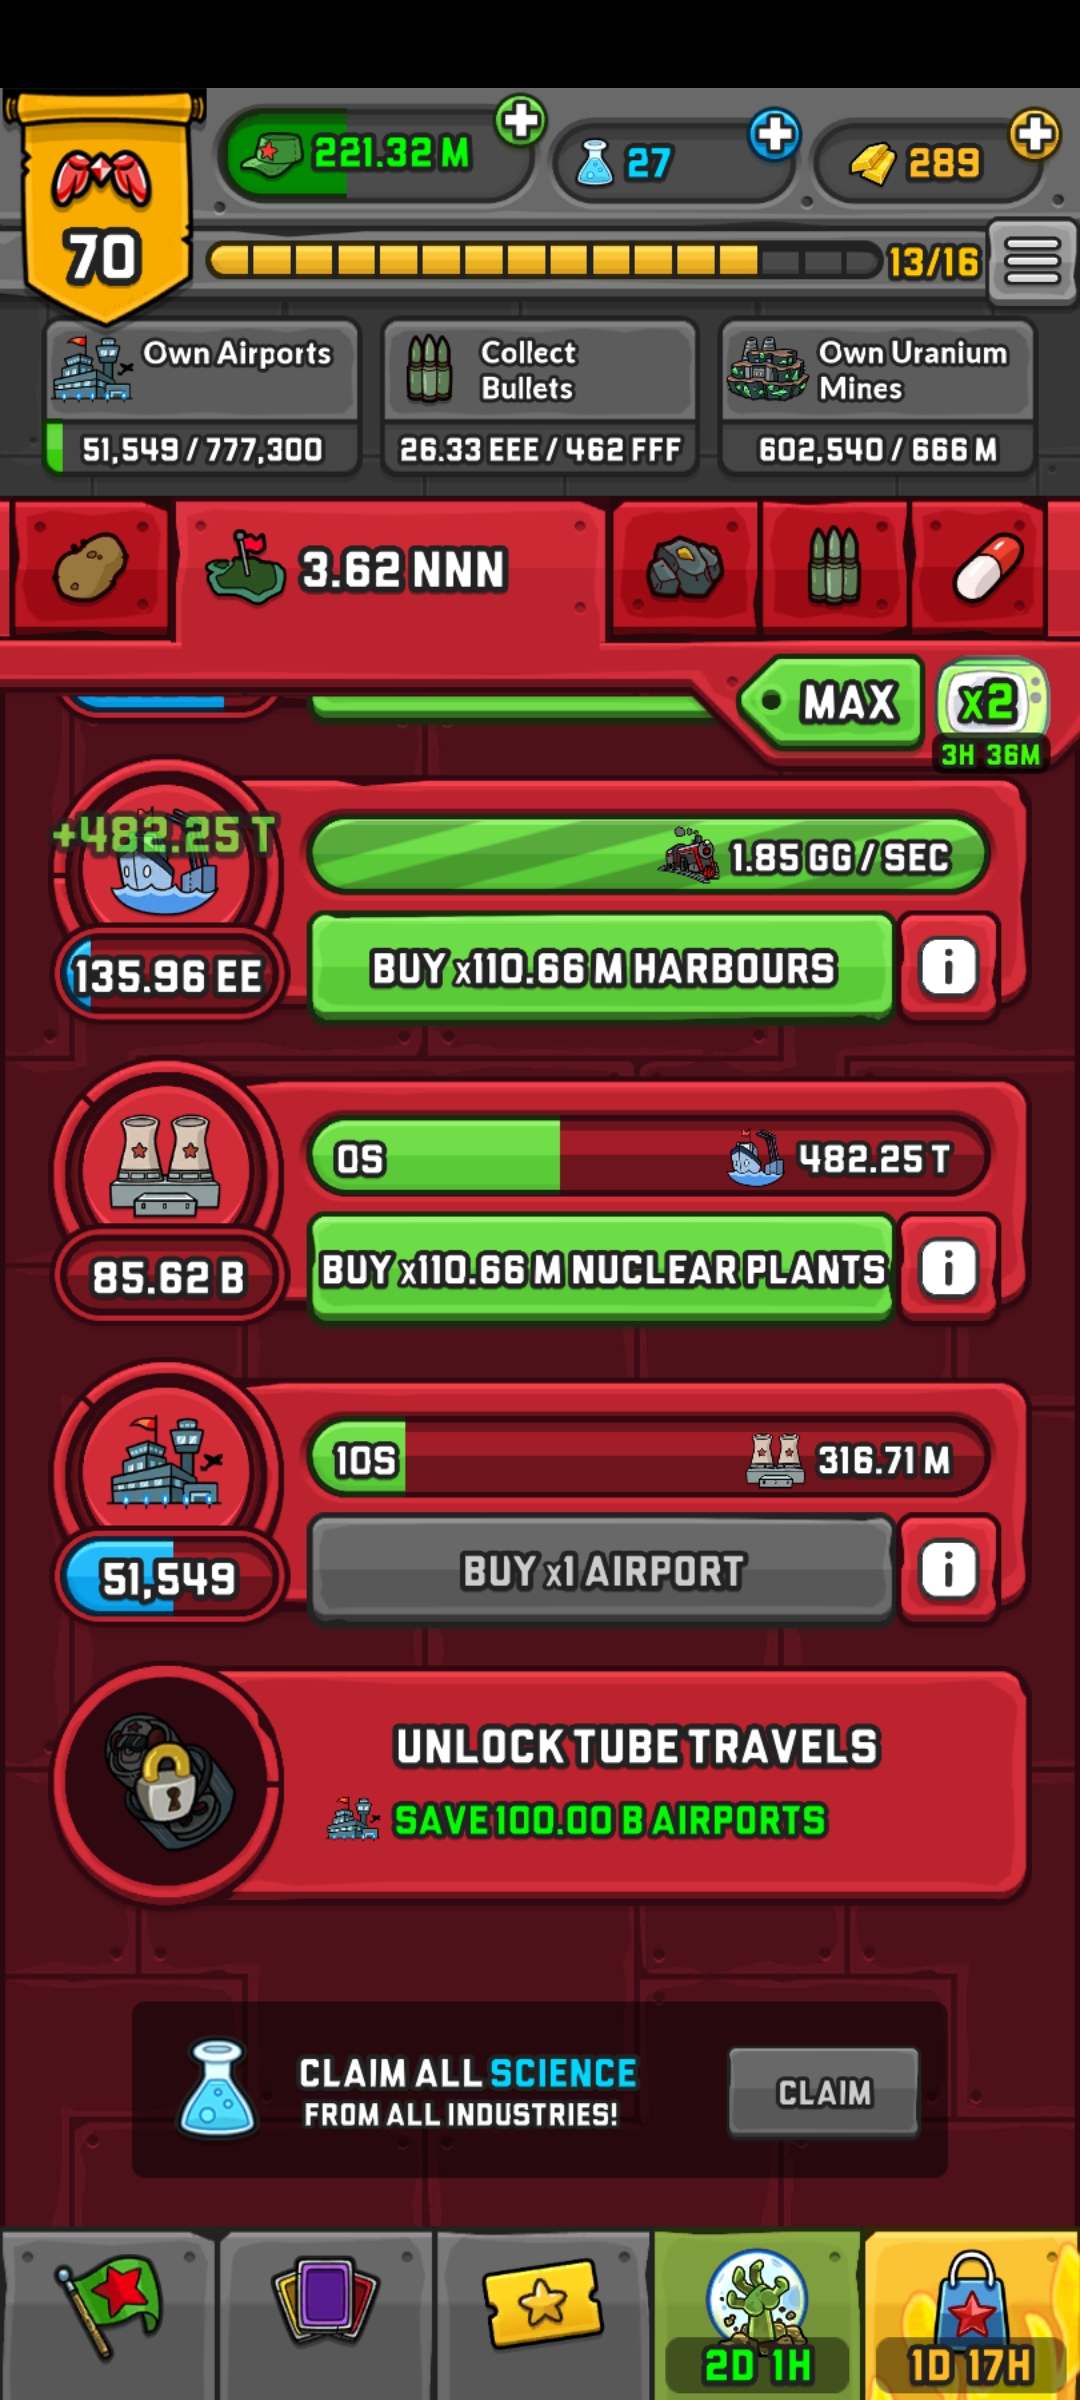 221.32 M
27
289
70
13/16
Own Airports
51,549 / 777,300
Collect
Bullets
26.33 EEE / 462 FFF
Own Uranium
Mines
602,540 / 666 M
3.62 NNN
MAX
x2
3H 36M
+482.25 T
1.85 GG / SEC
135.96 EE
BUY x110.66 M HARBOURS
i
0S
482.25 T
85.62 B
BUY x110.66 M NUCLEAR PLANTS
i
10S
316.71 M
51,549
BUY x1 AIRPORT
i
UNLOCK TUBE TRAVELS
SAVE 100.00 B AIRPORTS
CLAIM ALL SCIENCE
FROM ALL INDUSTRIES!
CLAIM
2D 1H
1D 17H